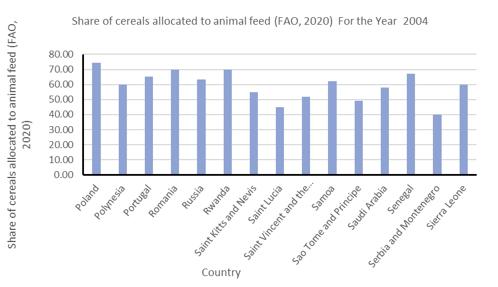 Share of cereals allocated to animal feed (FAO, 2020)  For the Year  2004
Share of cereals allocated to animal feed (FAO,
2020)
80.00
70.00
60.00
50.00
40.00
30.00
20.00
10.00
0.00
Poland
Polynesia
Portugal
Romania
Russia
Rwanda
Saint Kitts and Nevis
Saint Lucia
Saint Vincent and the...
Samoa
Sao Tome and Principe
Saudi Arabia
Senegal
Serbia and Montenegro
Sierra Leone
Country